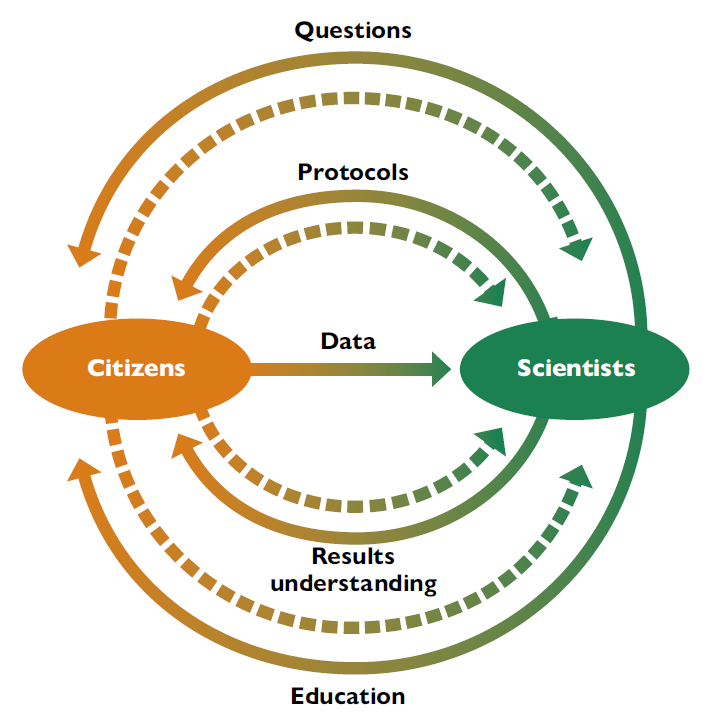 Questions
Protocols
Data
Citizens
Scientists
Results
understanding
Education